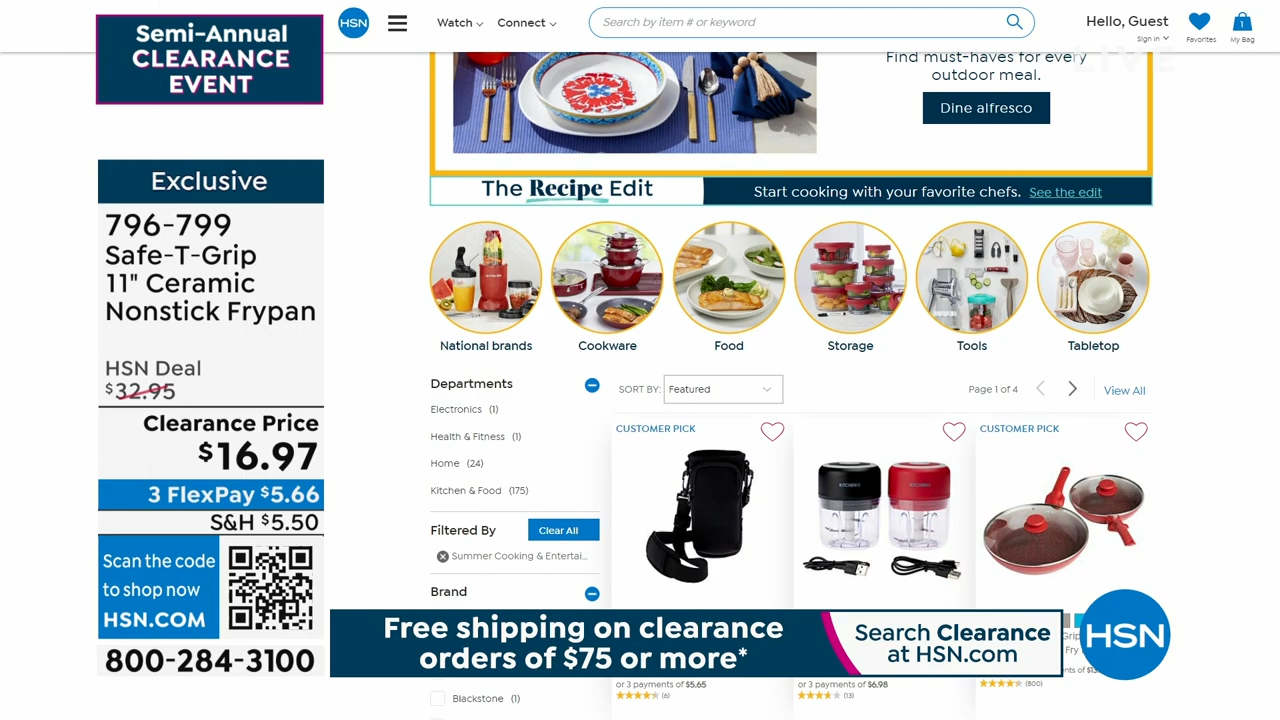 Semi-Annual
CLEARANCE
EVENT
Exclusive
796-799
Safe-T-Grip
11" Ceramic
Nonstick Frypan
HSN Deal
$32.95
Clearance Price
$16.97
3 FlexPay $5.66
S&H $5.50
Scan the code
to shop now
HSN.COM
800-284-3100
HSN
Watch
Connect
Search by item # or keyword
Hello, Guest
Sign In
Favorites
1
My Bag
LIVE
Find must-haves for every
outdoor meal.
Dine alfresco
The Recipe Edit
Start cooking with your favorite chefs. See the edit
National brands
Cookware
Food
Storage
Tools
Tabletop
Departments
Electronics (1)
Health & Fitness (1)
Home (24)
Kitchen & Food (175)
Filtered By
Clear All
Summer Cooking & Entertai...
Brand
Blackstone (1)
SORT BY: Featured
Page 1 of 4
View All
CUSTOMER PICK
CUSTOMER PICK
or 3 payments of $5.65
(6)
or 3 payments of $6.98
(13)
(800)
Free shipping on clearance
orders of $75 or more*
Search Clearance
at HSN.com
HSN